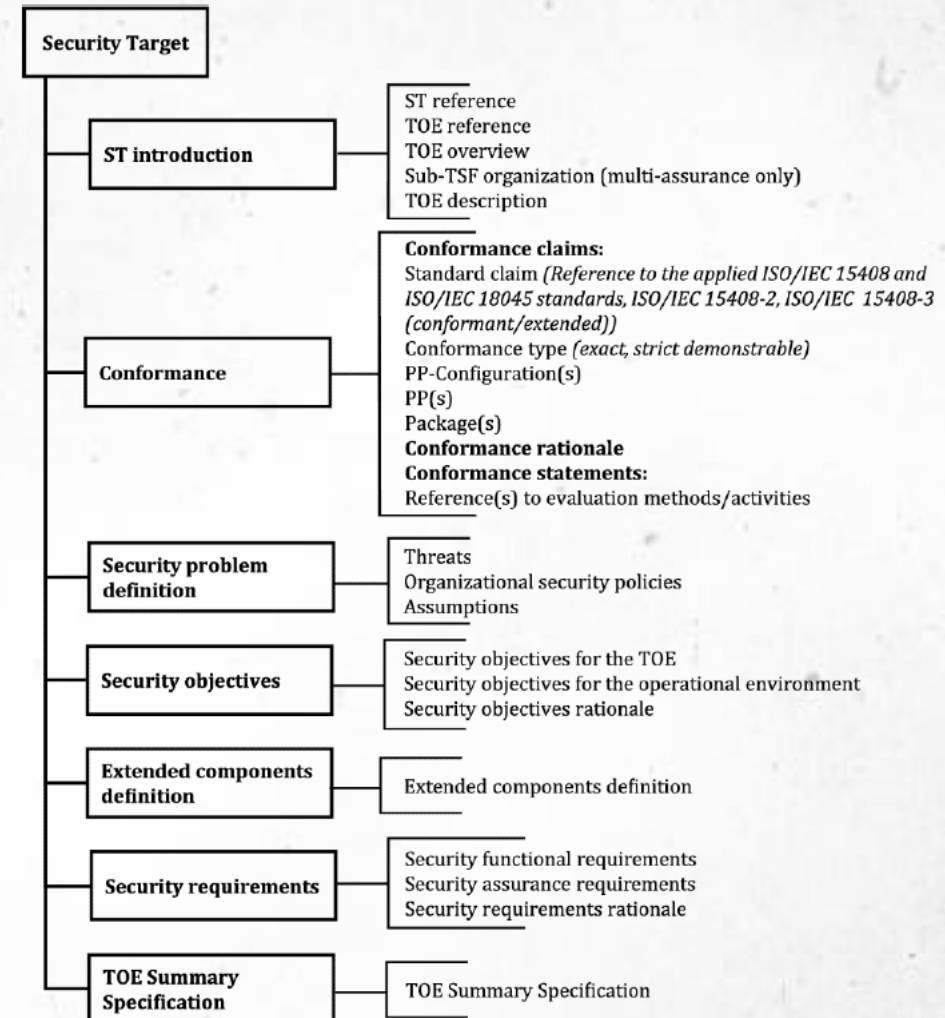 Security Target
ST introduction
ST reference
TOE reference
TOE overview
Sub-TSF organization (multi-assurance only)
TOE description
Conformance
Conformance claims:
Standard claim (Reference to the applied ISO/IEC 15408 and
ISO/IEC 18045 standards, ISO/IEC 15408-2, ISO/IEC 15408-3
(conformant/extended))
Conformance type (exact, strict demonstrable)
PP-Configuration(s)
PP(s)
Package(s)
Conformance rationale
Conformance statements:
Reference(s) to evaluation methods/activities
Security problem
definition
Threats
Organizational security policies
Assumptions
Security objectives
Security objectives for the TOE
Security objectives for the operational environment
Security objectives rationale
Extended components
definition
Extended components definition
Security requirements
Security functional requirements
Security assurance requirements
Security requirements rationale
TOE Summary
Specification
TOE Summary Specification